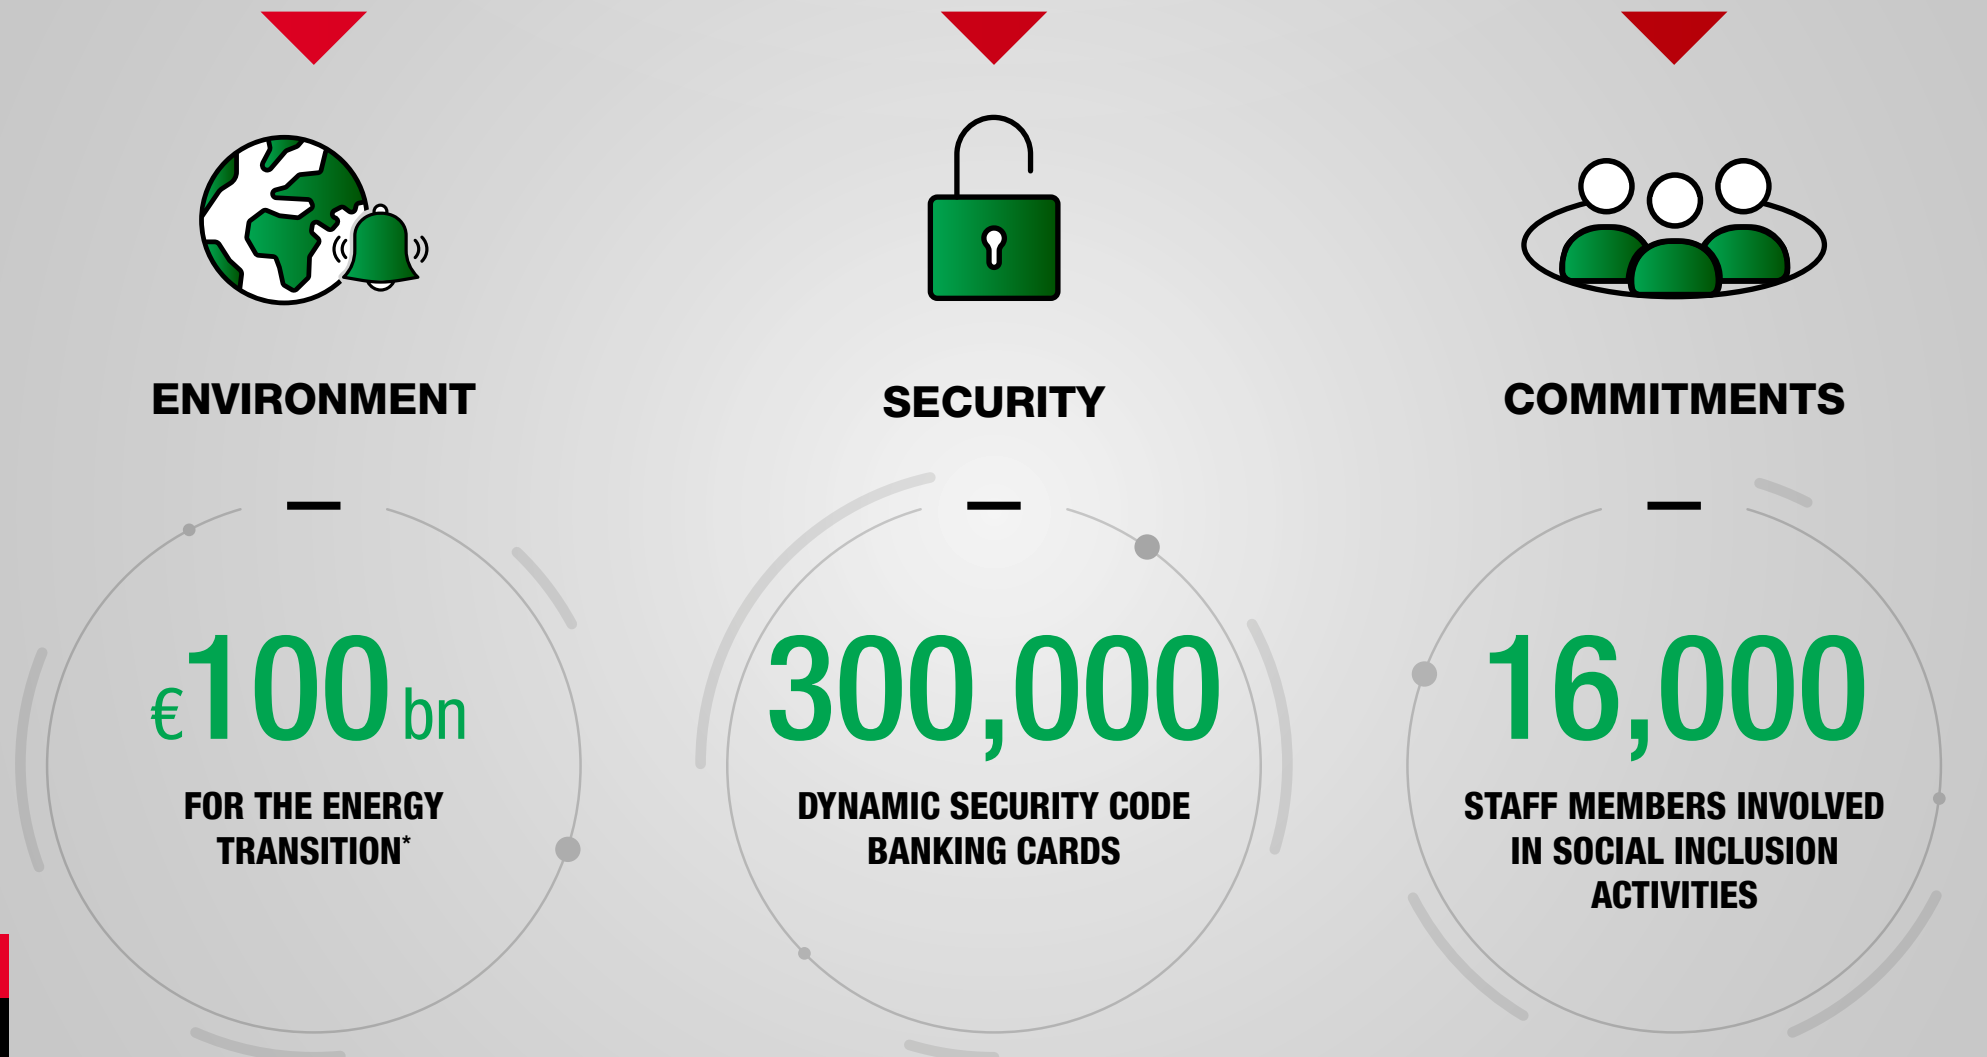 ENVIRONMENT
€100 bn
FOR THE ENERGY
TRANSITION*
SECURITY
300,000
DYNAMIC SECURITY CODE
BANKING CARDS
COMMITMENTS
16,000
STAFF MEMBERS INVOLVED
IN SOCIAL INCLUSION
ACTIVITIES